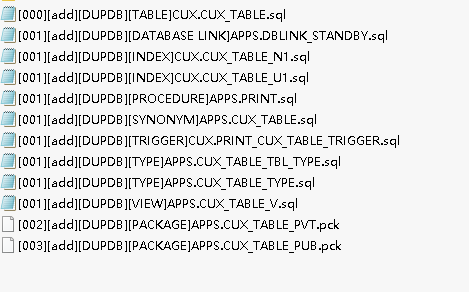 [000][add][DUPDB][TABLE]CUX.CUX_TABLE.sql
[001][add][DUPDB][DATABASE LINK]APPS.DBLINK_STANDBY.sql
[001][add][DUPDB][INDEX]CUX.CUX_TABLE_N1.sql
[001][add][DUPDB][INDEX]CUX.CUX_TABLE_U1.sql
[001][add][DUPDB][PROCEDURE]APPS.PRINT.sql
[001][add][DUPDB][SYNONYM]APPS.CUX_TABLE.sql
[001][add][DUPDB][TRIGGER]CUX.PRINT_CUX_TABLE_TRIGGER.sql
[001][add][DUPDB][TYPE]APPS.CUX_TABLE_TBL_TYPE.sql
[001][add][DUPDB][TYPE]APPS.CUX_TABLE_TYPE.sql
[001][add][DUPDB][VIEW]APPS.CUX_TABLE_V.sql
[002][add][DUPDB][PACKAGE]APPS.CUX_TABLE_PVT.pck
[003][add][DUPDB][PACKAGE]APPS.CUX_TABLE_PUB.pck